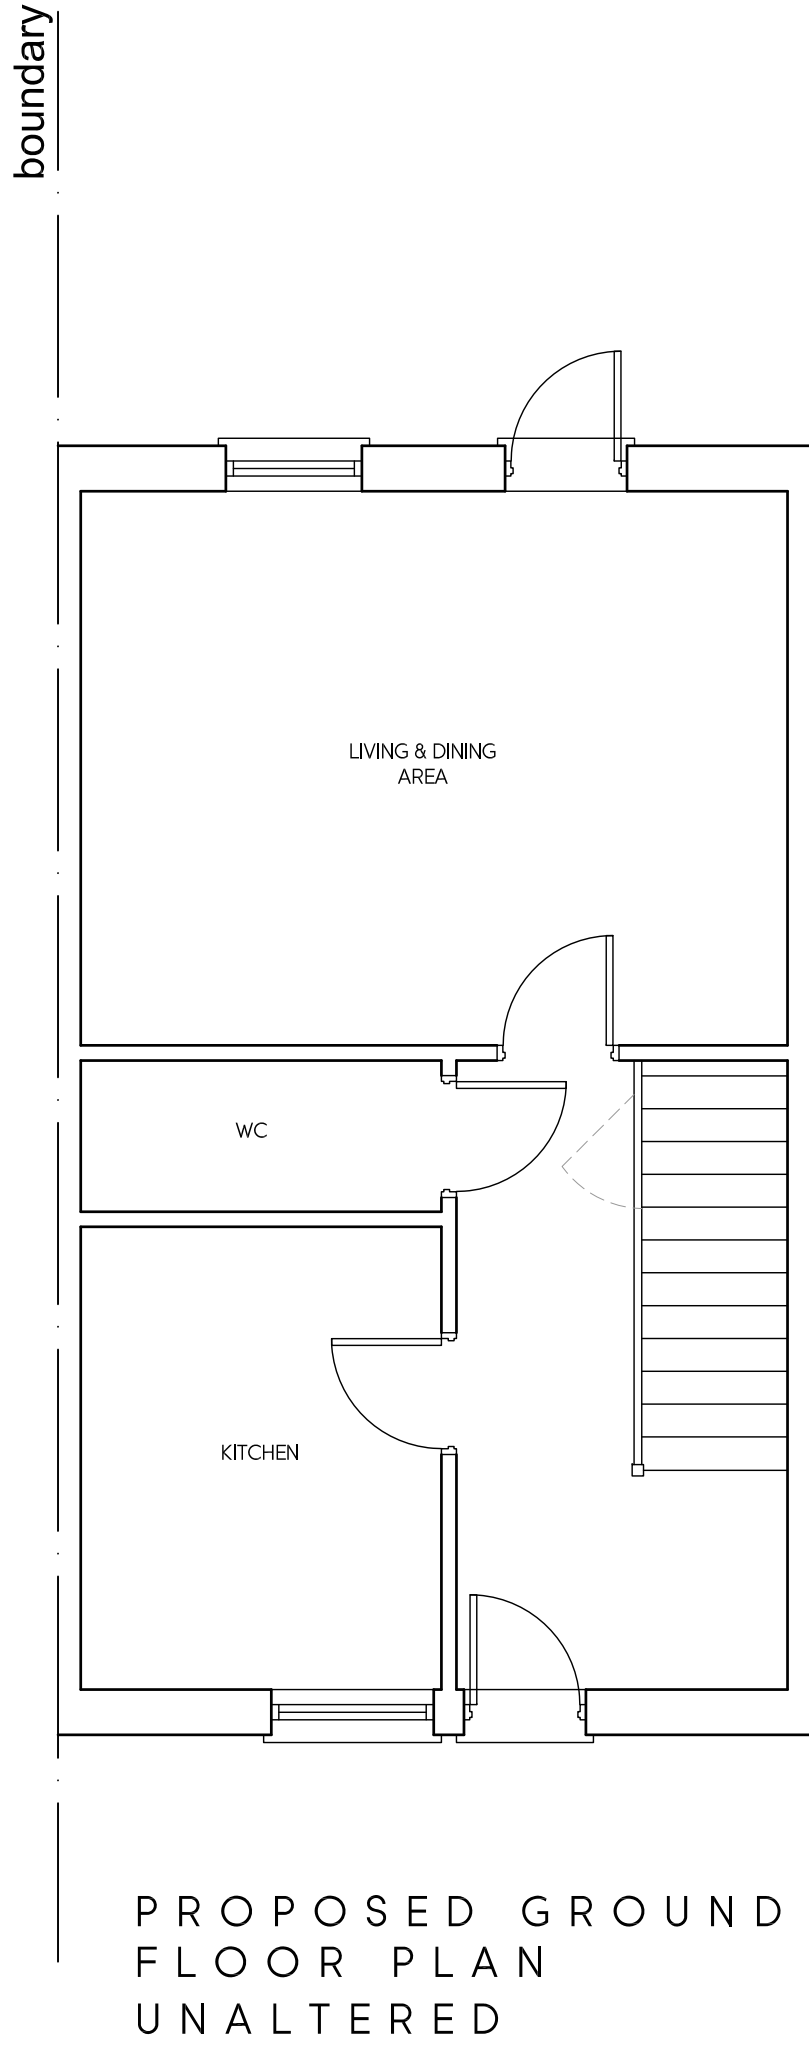 boundary
LIVING & DINING
AREA
WC
KITCHEN
PROPOSED GROUND
FLOOR PLAN
UNALTERED